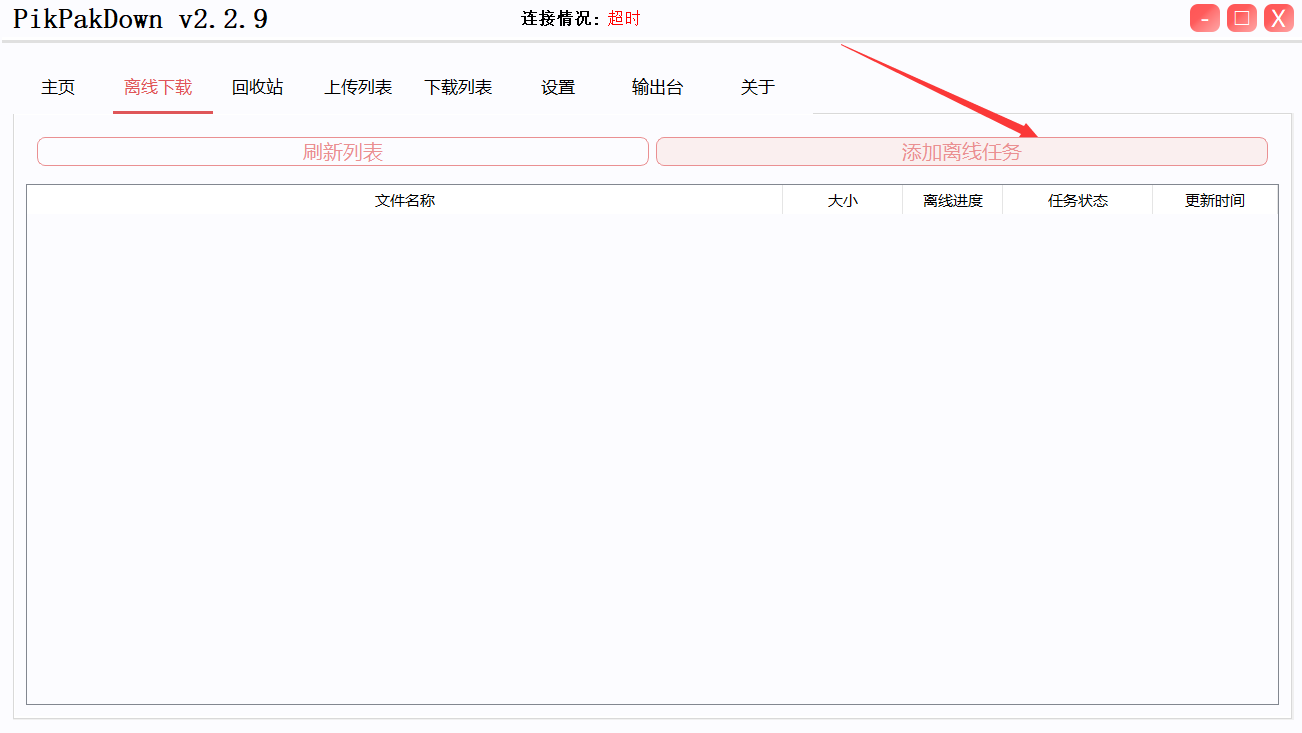 PikPakDown v2.2.9
连接情况: 超时
- □ X
主页 离线下载 回收站 上传列表 下载列表 设置 输出台 关于
刷新列表 添加离线任务
文件名称 大小 离线进度 任务状态 更新时间